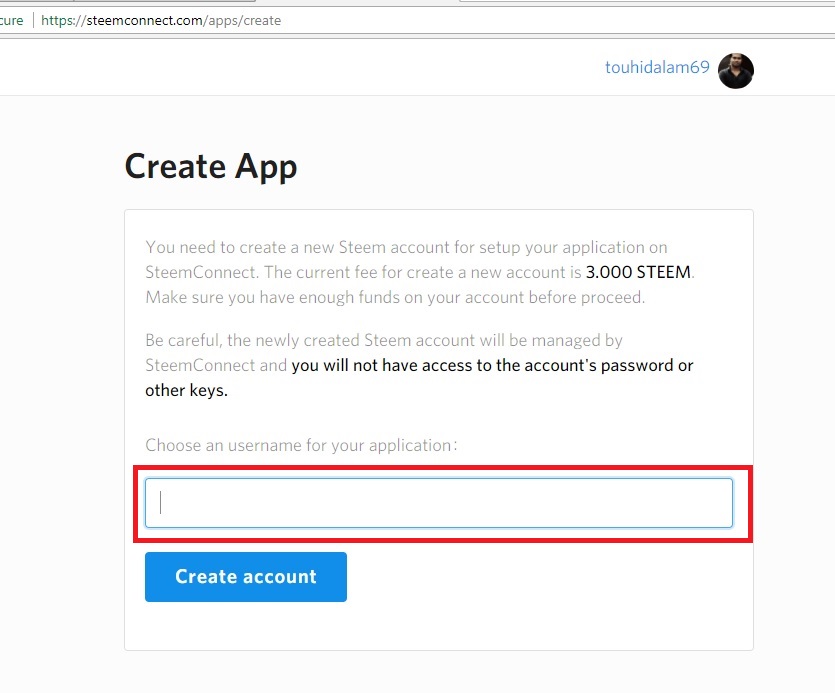 cure | https://steemconnect.com/apps/create
touhidalam69
Create App
You need to create a new Steem account for setup your application on
SteemConnect. The current fee for create a new account is 3.000 STEEM.
Make sure you have enough funds on your account before proceed.
Be careful, the newly created Steem account will be managed by
SteemConnect and you will not have access to the account's password or
other keys.
Choose an username for your application:
Create account